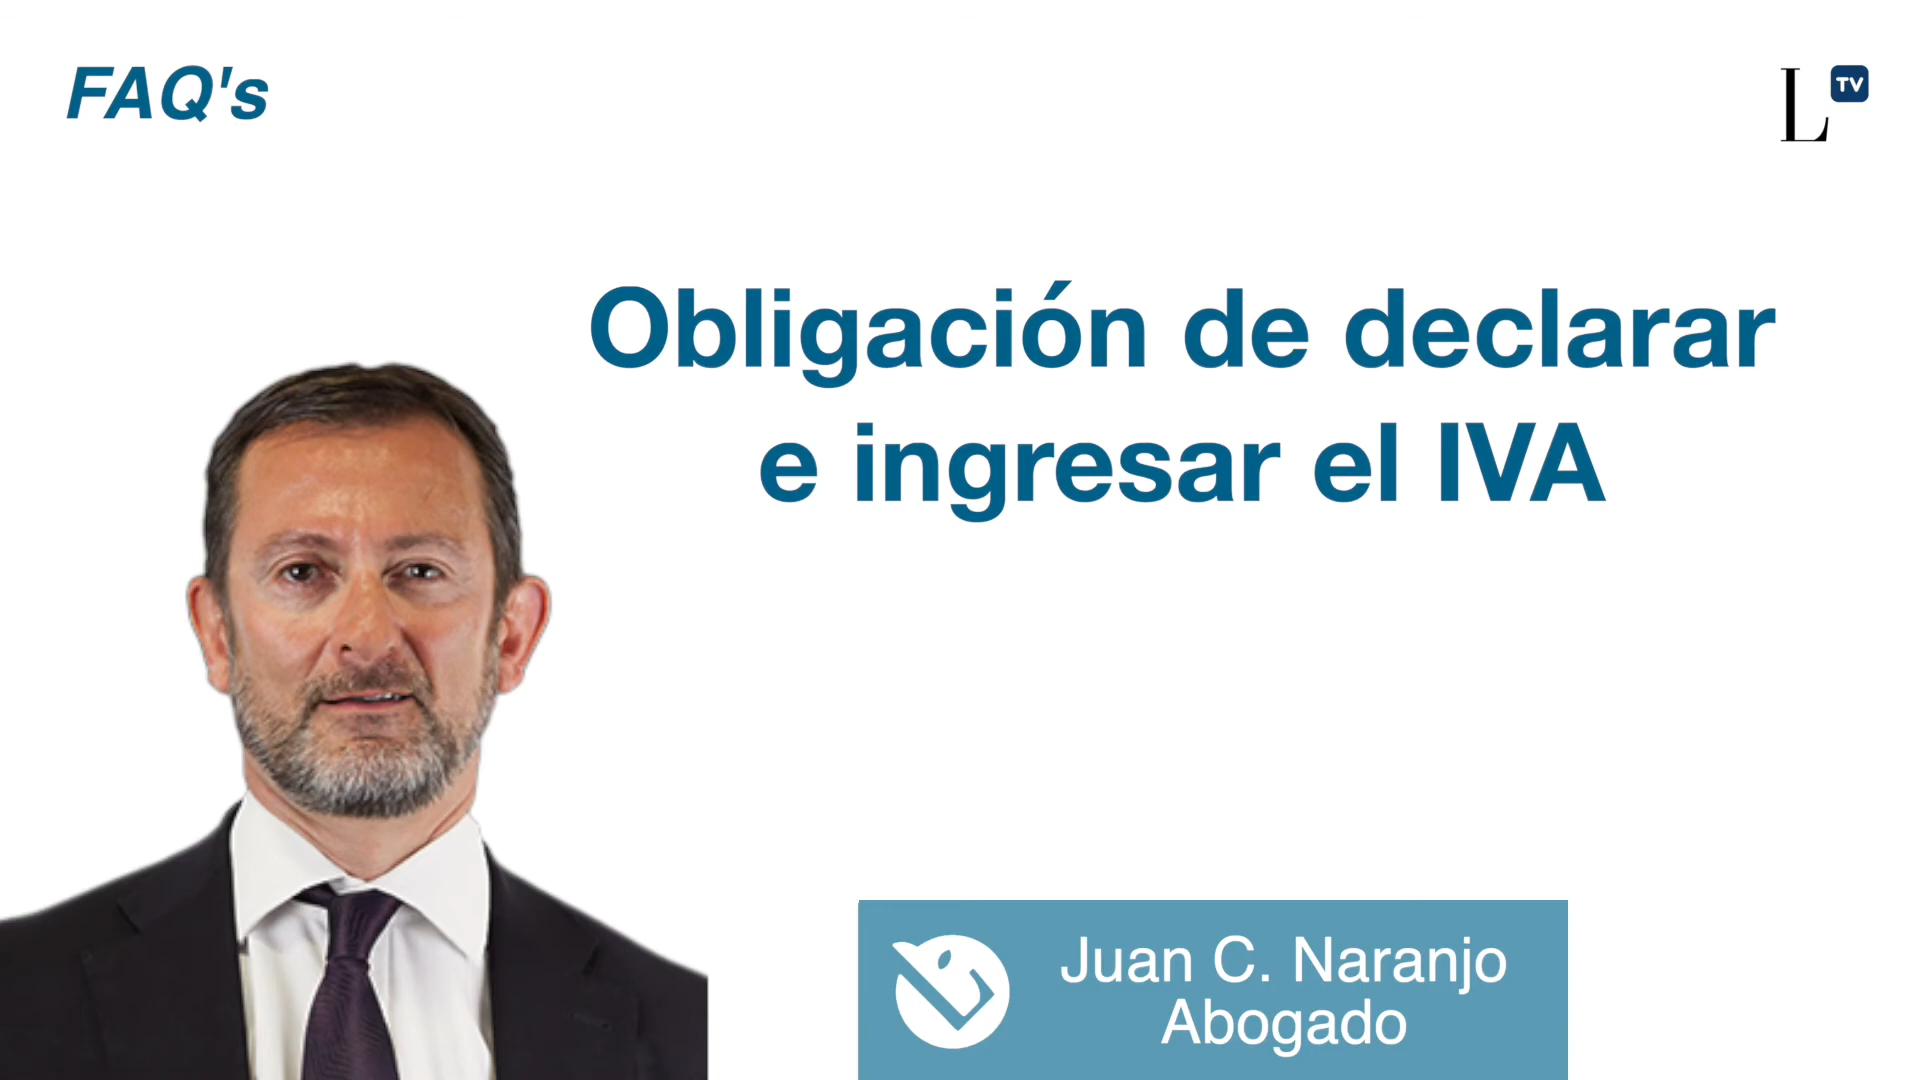 FAQ's
L TV
Obligación de declarar
e ingresar el IVA
Juan C. Naranjo
Abogado